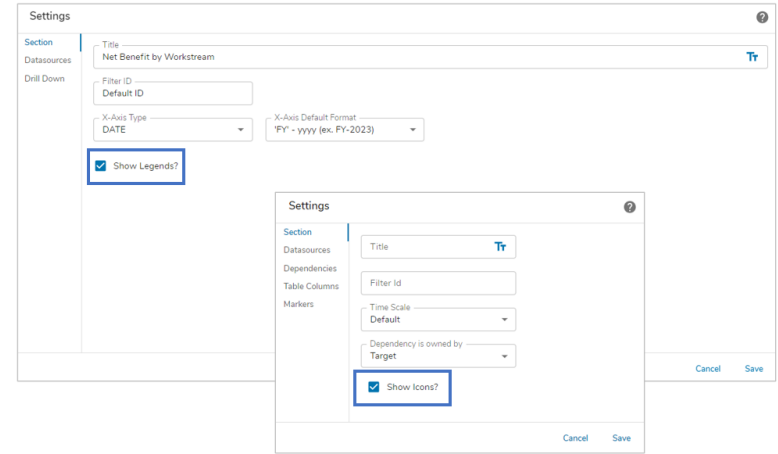 Settings
Section
Datasources
Drill Down
Title
Net Benefit by Workstream
Tт
Filter ID
Default ID
X-Axis Type
DATE
X-Axis Default Format
'FY' - yyyy (ex. FY-2023)
Show Legends?
Cancel Save
Settings
Section
Datasources
Dependencies
Table Columns
Markers
Title
Tт
Filter Id
Time Scale
Default
Dependency is owned by
Target
Show Icons?
Cancel Save